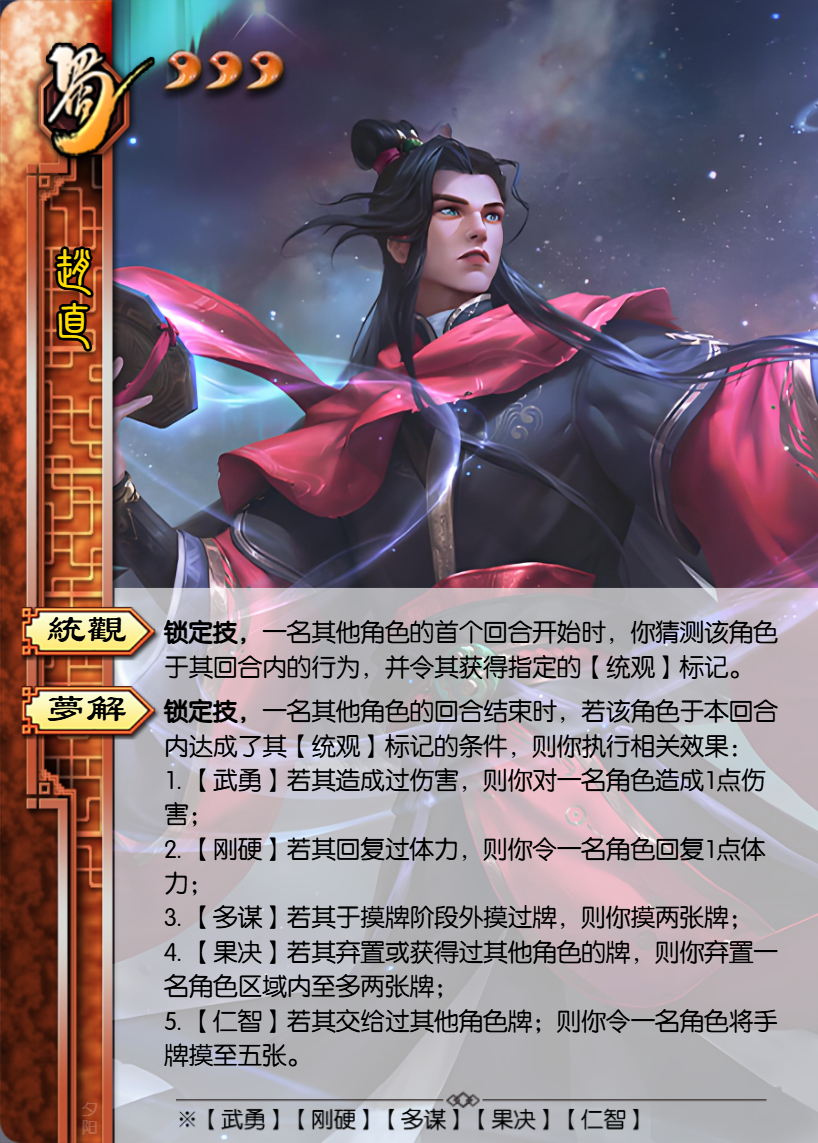 蜀
趙直
統觀
锁定技，一名其他角色的首个回合开始时，你猜测该角色
于其回合内的行为，并令其获得指定的【统观】标记。
夢解
锁定技，一名其他角色的回合结束时，若该角色于本回合
内达成了其【统观】标记的条件，则你执行相关效果：
1.【武勇】若其造成过伤害，则你对一名角色造成1点伤
害；
2.【刚硬】若其回复过体力，则你令一名角色回复1点体
力；
3.【多谋】若其于摸牌阶段外摸过牌，则你摸两张牌；
4.【果决】若其弃置或获得过其他角色的牌，则你弃置一
名角色区域内至多两张牌；
5.【仁智】若其交给过其他角色牌；则你令一名角色将手
牌摸至五张。
※【武勇】【刚硬】【多谋】【果决】【仁智】
夕阳